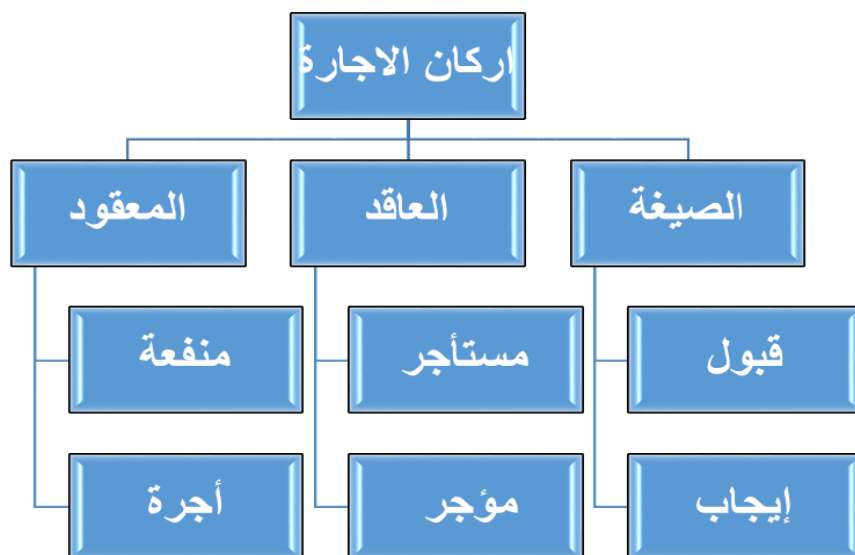 اركان الاجارة
الصيغة
العاقد
المعقود
قبول
مستأجر
منفعة
إيجاب
مؤجر
أجرة